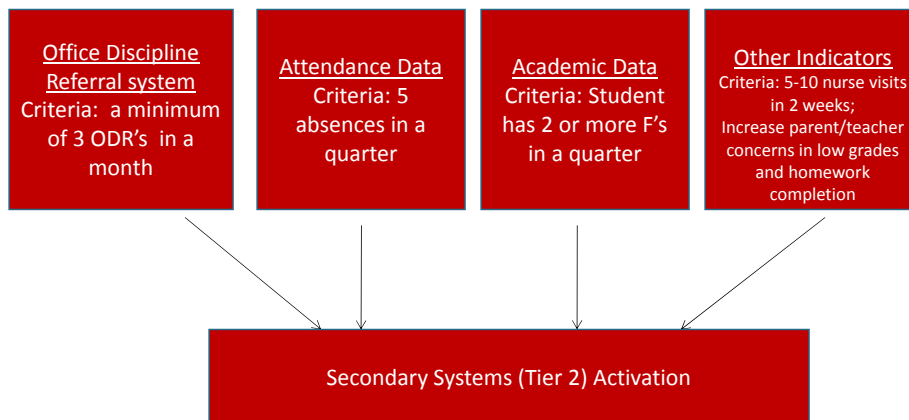 Office Discipline
Referral system
Criteria:  a minimum
of 3 ODR's  in a
month
Attendance Data
Criteria: 5
absences in a
quarter
Academic Data
Criteria: Student
has 2 or more F's
in a quarter
Other Indicators
Criteria: 5-10 nurse visits
in 2 weeks;
Increase parent/teacher
concerns in low grades
and homework
completion
Secondary Systems (Tier 2) Activation